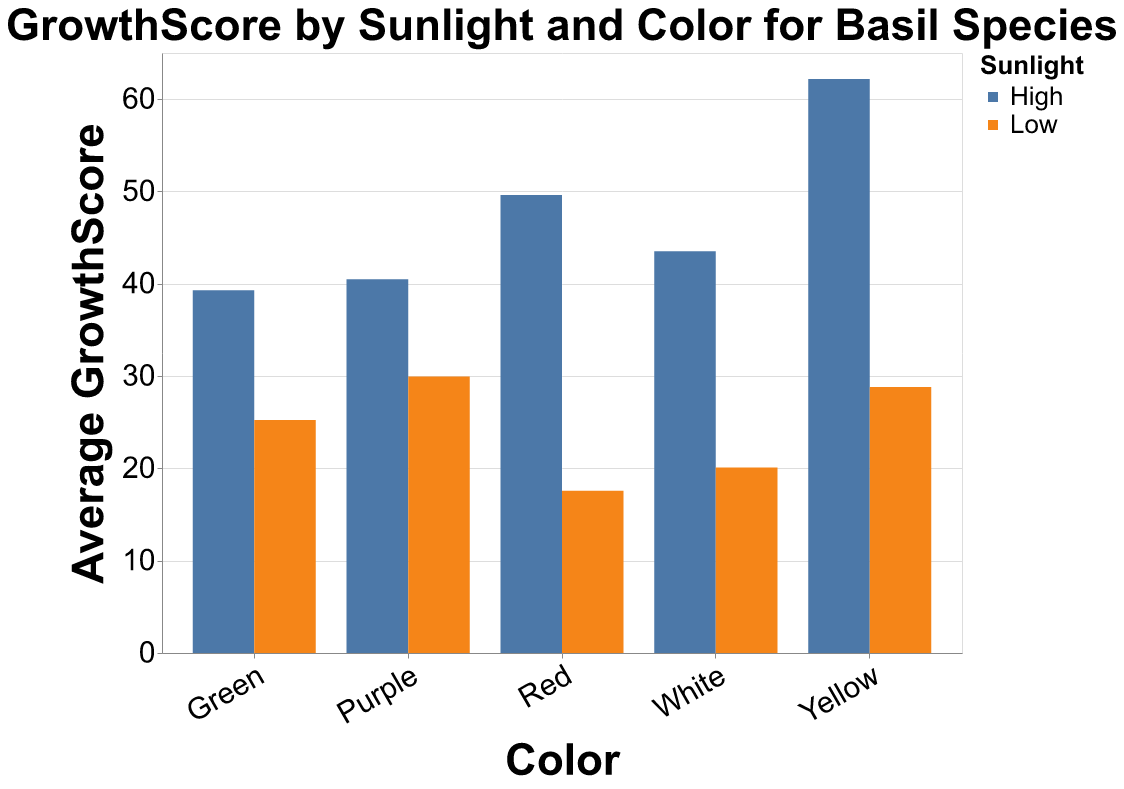 GrowthScore by Sunlight and Color for Basil Species
Sunlight
High
Low
Average GrowthScore
60
50
40
30
20
10
0
Green
Purple
Red
White
Yellow
Color